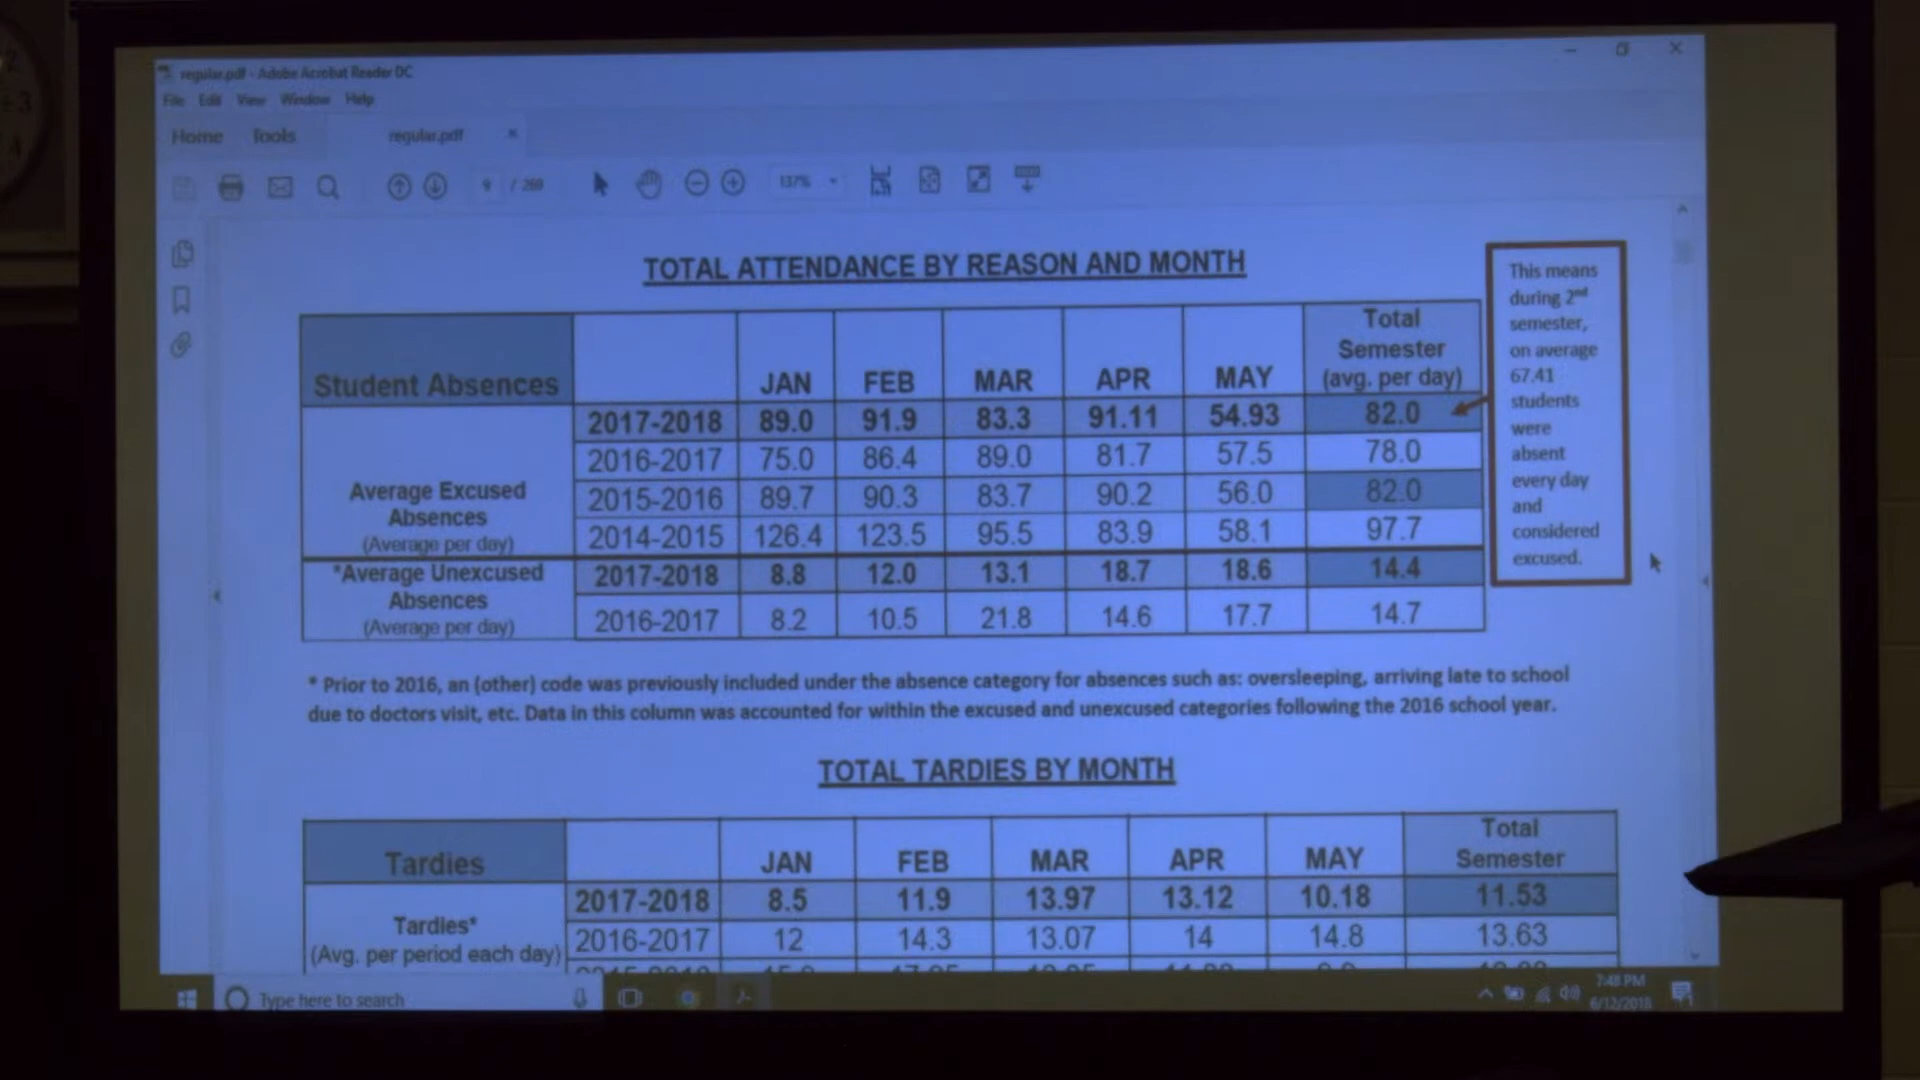 regular.pdf - Adobe Acrobat Reader DC
File Edit View Window Help
Home Tools regular.pdf
9 / 269 137%
TOTAL ATTENDANCE BY REASON AND MONTH
Student Absences JAN FEB MAR APR MAY Total Semester (avg. per day)
Average Excused Absences (Average per day)
2017-2018 89.0 91.9 83.3 91.11 54.93 82.0
2016-2017 75.0 86.4 89.0 81.7 57.5 78.0
2015-2016 89.7 90.3 83.7 90.2 56.0 82.0
2014-2015 126.4 123.5 95.5 83.9 58.1 97.7
*Average Unexcused Absences (Average per day)
2017-2018 8.8 12.0 13.1 18.7 18.6 14.4
2016-2017 8.2 10.5 21.8 14.6 17.7 14.7
This means
during 2nd
semester,
on average
67.41
students
were
absent
every day
and
considered
excused.
* Prior to 2016, an (other) code was previously included under the absence category for absences such as: oversleeping, arriving late to school
due to doctors visit, etc. Data in this column was accounted for within the excused and unexcused categories following the 2016 school year.
TOTAL TARDIES BY MONTH
Tardies JAN FEB MAR APR MAY Total Semester
Tardies*
(Avg. per period each day)
2017-2018 8.5 11.9 13.97 13.12 10.18 11.53
2016-2017 12 14.3 13.07 14 14.8 13.63
Type here to search
7:48 PM
6/12/2018